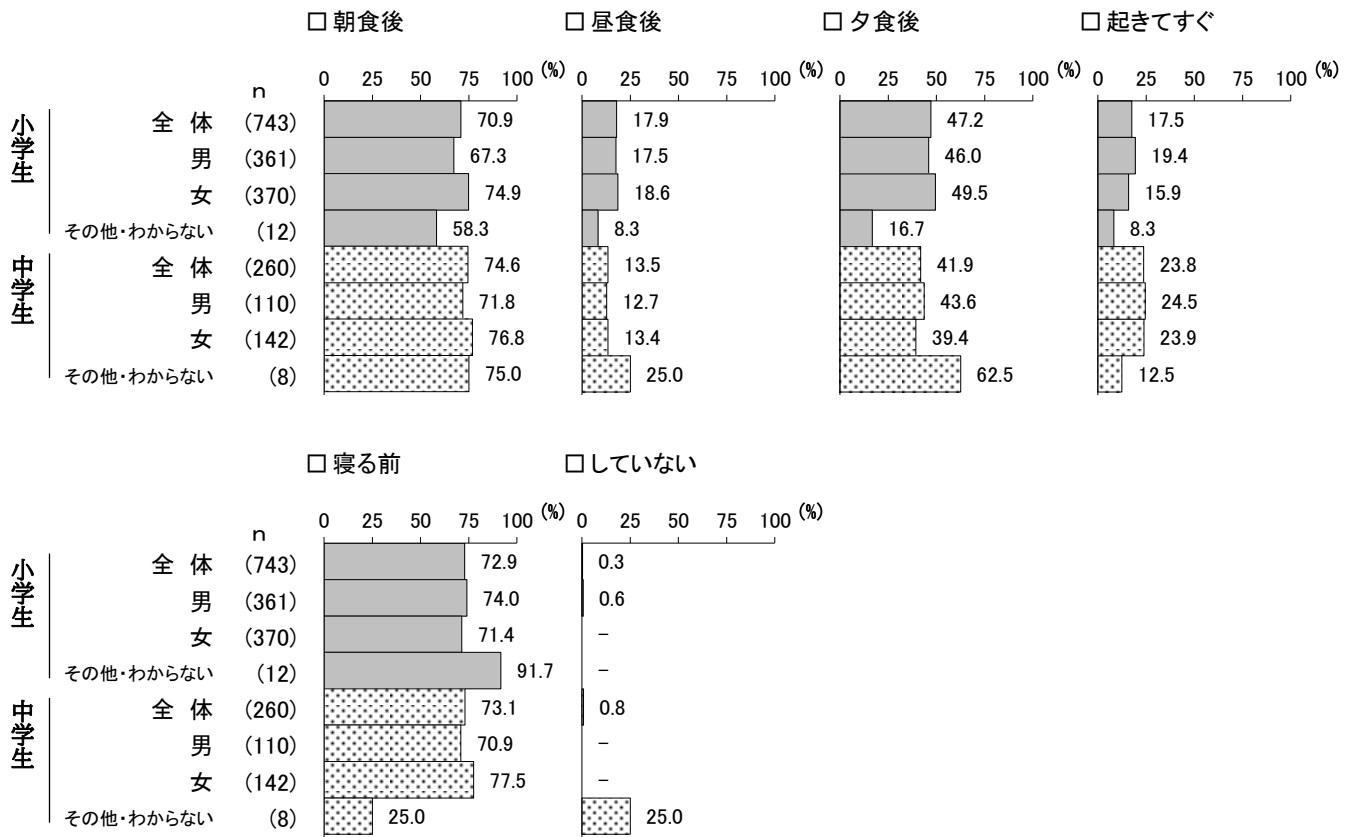 □ 朝食後 □ 昼食後 □ 夕食後 □ 起きてすぐ
0 25 50 75 100 (%) 0 25 50 75 100 (%) 0 25 50 75 100 (%) 0 25 50 75 100 (%)
n
小学生
全 体 (743) 70.9 17.9 47.2 17.5
男 (361) 67.3 17.5 46.0 19.4
女 (370) 74.9 18.6 49.5 15.9
その他・わからない (12) 58.3 8.3 16.7 8.3
中学生
全 体 (260) 74.6 13.5 41.9 23.8
男 (110) 71.8 12.7 43.6 24.5
女 (142) 76.8 13.4 39.4 23.9
その他・わからない (8) 75.0 25.0 62.5 12.5
□ 寝る前 □ していない
0 25 50 75 100 (%) 0 25 50 75 100 (%)
n
小学生
全 体 (743) 72.9 0.3
男 (361) 74.0 0.6
女 (370) 71.4 －
その他・わからない (12) 91.7 －
中学生
全 体 (260) 73.1 0.8
男 (110) 70.9 －
女 (142) 77.5 －
その他・わからない (8) 25.0 25.0